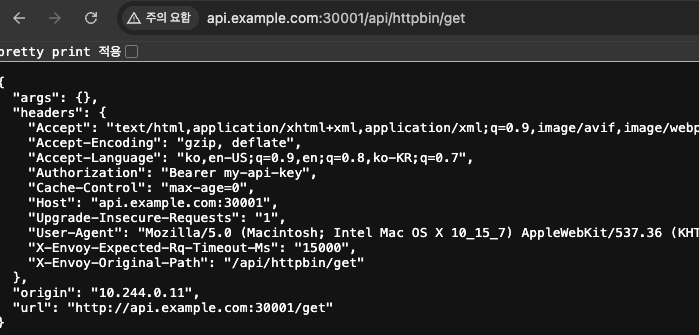 주의 요함 api.example.com:30001/api/httpbin/get
pretty print 적용
{
  "args": {},
  "headers": {
    "Accept": "text/html,application/xhtml+xml,application/xml;q=0.9,image/avif,image/webp
    "Accept-Encoding": "gzip, deflate",
    "Accept-Language": "ko,en-US;q=0.9,en;q=0.8,ko-KR;q=0.7",
    "Authorization": "Bearer my-api-key",
    "Cache-Control": "max-age=0",
    "Host": "api.example.com:30001",
    "Upgrade-Insecure-Requests": "1",
    "User-Agent": "Mozilla/5.0 (Macintosh; Intel Mac OS X 10_15_7) AppleWebKit/537.36 (KHT
    "X-Envoy-Expected-Rq-Timeout-Ms": "15000",
    "X-Envoy-Original-Path": "/api/httpbin/get"
  },
  "origin": "10.244.0.11",
  "url": "http://api.example.com:30001/get"
}